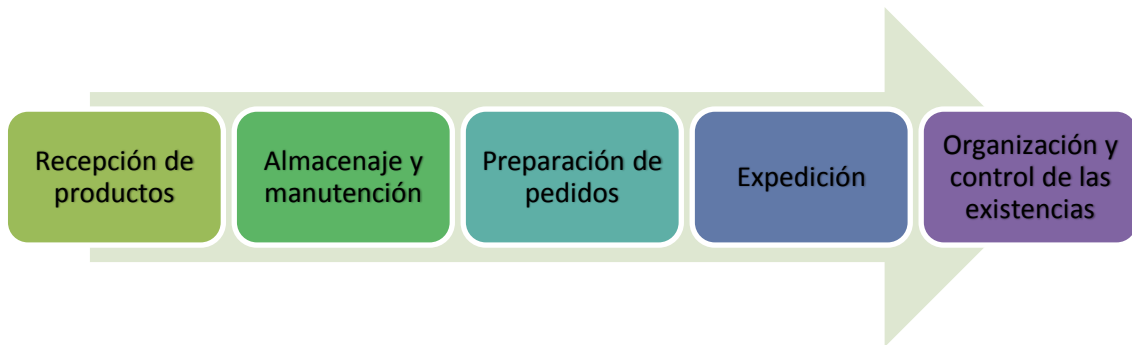 Recepción de
productos
Almacenaje y
manutención
Preparación de
pedidos
Expedición
Organización y
control de las
existencias